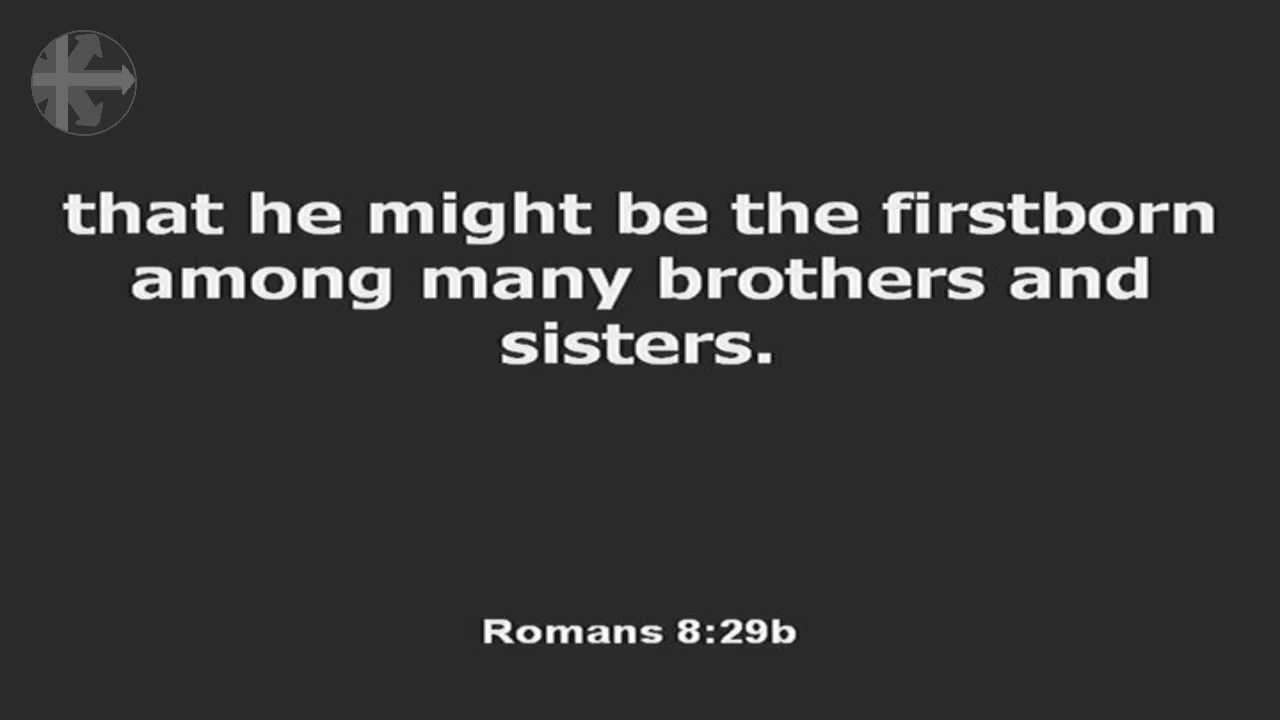 that he might be the firstborn
among many brothers and
sisters.
Romans 8:29b